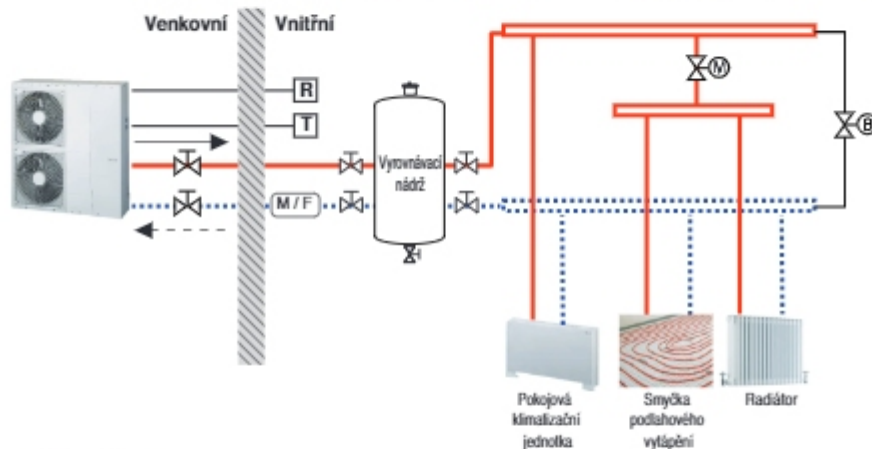 Venkovní
Vnitřní
R
T
M
Vyrovnávací
nádrž
B
M / F
Pokojová
klimatizační
jednotka
Smyčka
podlahového
vytápění
Radiátor